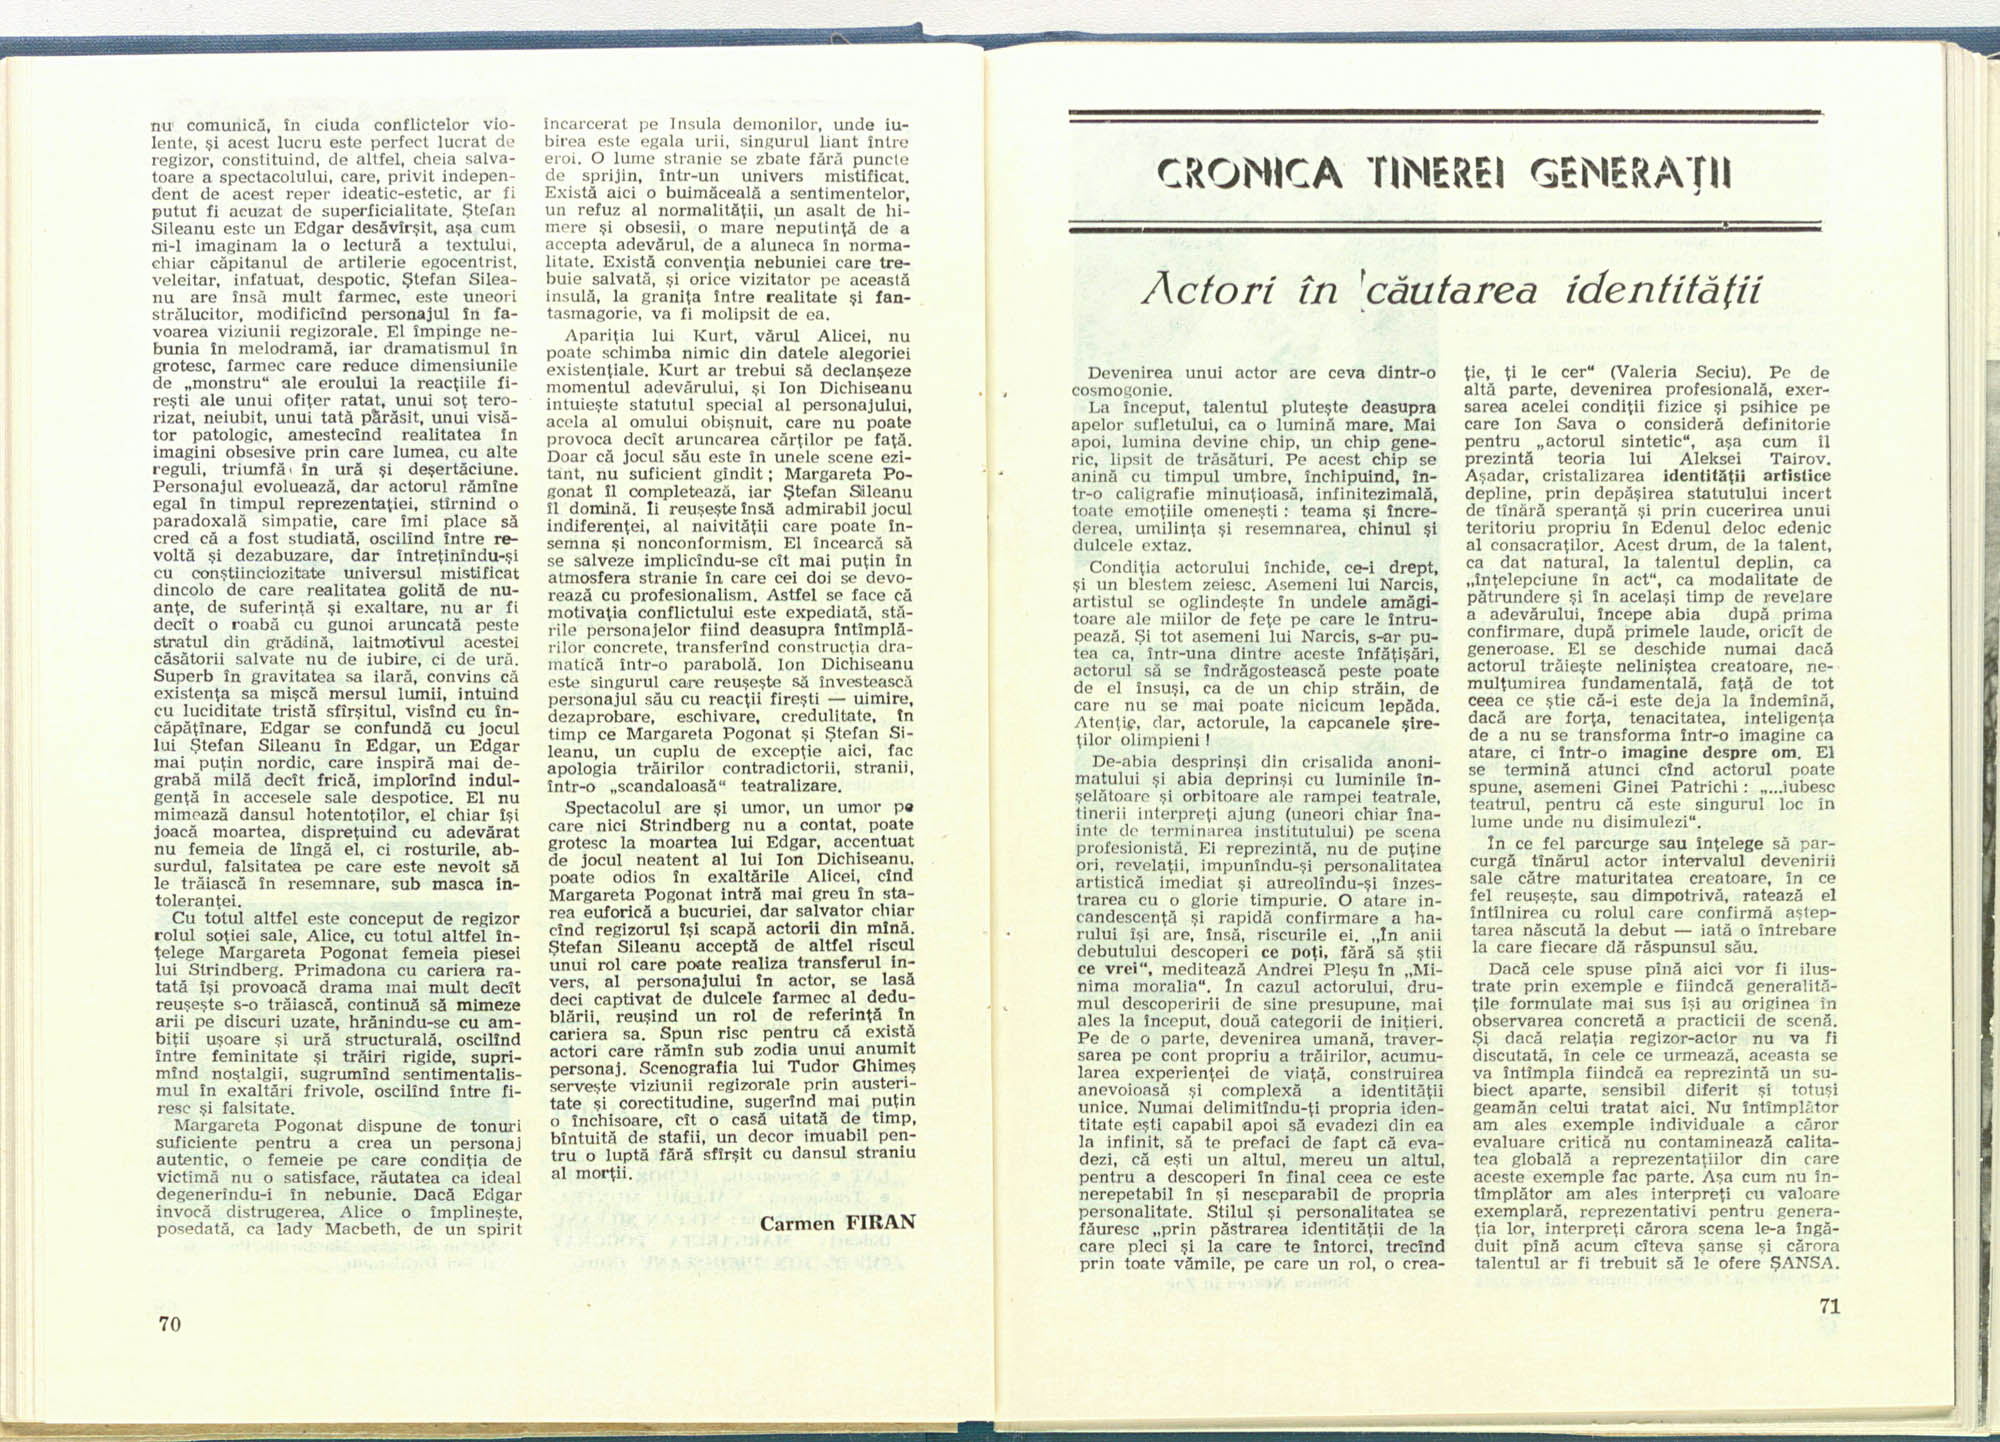 nu comunică, în ciuda conflictelor vio-
lente, și acest lucru este perfect lucrat de
regizor, constituind, de altfel, cheia salva-
toare a spectacolului, care, privit indepen-
dent de acest reper ideatic-estetic, ar fi
putut fi acuzat de superficialitate. Ștefan
Sileanu este un Edgar desăvîrșit, așa cum
ni-l imaginam la o lectură a textului,
chiar căpitanul de artilerie egocentrist,
veleitar, infatuat, despotic. Ștefan Silea-
nu are însă mult farmec, este uneori
strălucitor, modificînd personajul în fa-
voarea viziunii regizorale. El împinge ne-
bunia în melodramă, iar dramatismul în
grotesc, farmec care reduce dimensiunile
de „monstru“ ale eroului la reacțiile fi-
rești ale unui ofițer ratat, unui soț tero-
rizat, neiubit, unui tată părăsit, unui visă-
tor patologic, amestecînd realitatea în
imagini obsesive prin care lumea, cu alte
reguli, triumfă în ură și deșertăciune.
Personajul evoluează, dar actorul rămîne
egal în timpul reprezentației, stîrnind o
paradoxală simpatie, care îmi place să
cred că a fost studiată, oscilînd între re-
voltă și dezabuzare, dar întreținîndu-și
cu conștiinciozitate universul mistificat
dincolo de care realitatea golită de nu-
anțe, de suferință și exaltare, nu ar fi
decît o roabă cu gunoi aruncată peste
stratul din grădină, laitmotivul acestei
căsătorii salvate nu de iubire, ci de ură.
Superb în gravitatea sa ilară, convins că
existența sa mișcă mersul lumii, intuind
cu luciditate tristă sfîrșitul, visînd cu în-
căpățînare, Edgar se confundă cu jocul
lui Ștefan Sileanu în Edgar, un Edgar
mai puțin nordic, care inspiră mai de-
grabă milă decît frică, implorînd indul-
gență în accesele sale despotice. El nu
mimează dansul hotentoților, el chiar își
joacă moartea, disprețuind cu adevărat
nu femeia de lîngă el, ci rosturile, ab-
surdul, falsitatea pe care este nevoit să
le trăiască în resemnare, sub masca in-
toleranței.
Cu totul altfel este conceput de regizor
rolul soției sale, Alice, cu totul altfel în-
țelege Margareta Pogonat femeia piesei
lui Strindberg. Primadona cu cariera ra-
tată își provoacă drama mai mult decît
reușește s-o trăiască, continuă să mimeze
arii pe discuri uzate, hrănindu-se cu am-
biții ușoare și ură structurală, oscilînd
între feminitate și trăiri rigide, supri-
mînd nostalgii, sugrumînd sentimentalis-
mul în exaltări frivole, oscilînd între fi-
resc și falsitate.
Margareta Pogonat dispune de tonuri
suficiente pentru a crea un personaj
autentic, o femeie pe care condiția de
victimă nu o satisface, răutatea ca ideal
degenerîndu-i în nebunie. Dacă Edgar
invocă distrugerea, Alice o împlinește,
posedată, ca lady Macbeth, de un spirit
încarcerat pe Insula demonilor, unde iu-
birea este egala urii, singurul liant între
eroi. O lume stranie se zbate fără puncte
de sprijin, într-un univers mistificat.
Există aici o buimăceală a sentimentelor,
un refuz al normalității, un asalt de hi-
mere și obsesii, o mare neputință de a
accepta adevărul, de a aluneca în norma-
litate. Există convenția nebuniei care tre-
buie salvată, și orice vizitator pe această
insulă, la granița între realitate și fan-
tasmagorie, va fi molipsit de ea.
Apariția lui Kurt, vărul Alicei, nu
poate schimba nimic din datele alegoriei
existențiale. Kurt ar trebui să declanșeze
momentul adevărului, și Ion Dichiseanu
intuiește statutul special al personajului,
acela al omului obișnuit, care nu poate
provoca decît aruncarea cărților pe față.
Doar că jocul său este în unele scene ezi-
tant, nu suficient gîndit ; Margareta Po-
gonat îl completează, iar Ștefan Sileanu
îl domină. Îi reușește însă admirabil jocul
indiferenței, al naivității care poate în-
semna și nonconformism. El încearcă să
se salveze implicîndu-se cît mai puțin în
atmosfera stranie în care cei doi se devo-
rează cu profesionalism. Astfel se face că
motivația conflictului este expediată, stă-
rile personajelor fiind deasupra întîmplă-
rilor concrete, transferînd construcția dra-
matică într-o parabolă. Ion Dichiseanu
este singurul care reușește să învestească
personajul său cu reacții firești — uimire,
dezaprobare, eschivare, credulitate, în
timp ce Margareta Pogonat și Ștefan Si-
leanu, un cuplu de excepție aici, fac
apologia trăirilor contradictorii, stranii,
într-o „scandaloasă“ teatralizare.
Spectacolul are și umor, un umor pe
care nici Strindberg nu a contat, poate
grotesc la moartea lui Edgar, accentuat
de jocul neatent al lui Ion Dichiseanu,
poate odios în exaltările Alicei, cînd
Margareta Pogonat intră mai greu în sta-
rea euforică a bucuriei, dar salvator chiar
cînd regizorul își scapă actorii din mînă.
Ștefan Sileanu acceptă de altfel riscul
unui rol care poate realiza transferul in-
vers, al personajului în actor, se lasă
deci captivat de dulcele farmec al dedu-
blării, reușind un rol de referință în
cariera sa. Spun risc pentru că există
actori care rămîn sub zodia unui anumit
personaj. Scenografia lui Tudor Ghimeș
servește viziunii regizorale prin austeri-
tate și corectitudine, sugerînd mai puțin
o închisoare, cît o casă uitată de timp,
bîntuită de stafii, un decor imuabil pen-
tru o luptă fără sfîrșit cu dansul straniu
al morții.
Carmen FIRAN
70
CRONICA TINEREI GENERAȚII
Actori în căutarea identității
Devenirea unui actor are ceva dintr-o
cosmogonie.
La început, talentul plutește deasupra
apelor sufletului, ca o lumină mare. Mai
apoi, lumina devine chip, un chip gene-
ric, lipsit de trăsături. Pe acest chip se
anină cu timpul umbre, închipuind, în-
tr-o caligrafie minuțioasă, infinitezimală,
toate emoțiile omenești : teama și încre-
derea, umilința și resemnarea, chinul și
dulcele extaz.
Condiția actorului închide, ce-i drept,
și un blestem zeiesc. Asemeni lui Narcis,
artistul se oglindește în undele amăgi-
toare ale miilor de fețe pe care le întru-
pează. Și tot asemeni lui Narcis, s-ar pu-
tea ca, într-una dintre aceste înfățișări,
actorul să se îndrăgostească peste poate
de el însuși, ca de un chip străin, de
care nu se mai poate nicicum lepăda.
Atenție, dar, actorule, la capcanele șire-
ților olimpieni !
De-abia desprinși din crisalida anoni-
matului și abia deprinși cu luminile în-
șelătoare și orbitoare ale rampei teatrale,
tinerii interpreți ajung (uneori chiar îna-
inte de terminarea institutului) pe scena
profesionistă. Ei reprezintă, nu de puține
ori, revelații, impunîndu-și personalitatea
artistică imediat și aureolîndu-și înzes-
trarea cu o glorie timpurie. O atare in-
candescență și rapidă confirmare a ha-
rului își are, însă, riscurile ei. „În anii
debutului descoperi ce poți, fără să știi
ce vrei“, meditează Andrei Pleșu în „Mi-
nima moralia“. În cazul actorului, dru-
mul descoperirii de sine presupune, mai
ales la început, două categorii de inițieri.
Pe de o parte, devenirea umană, traver-
sarea pe cont propriu a trăirilor, acumu-
larea experienței de viață, construirea
anevoioasă și complexă a identității
unice. Numai delimitîndu-ți propria iden-
titate ești capabil apoi să evadezi din ea
la infinit, să te prefaci de fapt că eva-
dezi, că ești un altul, mereu un altul,
pentru a descoperi în final ceea ce este
nerepetabil în și neseparabil de propria
personalitate. Stilul și personalitatea se
făuresc „prin păstrarea identității de la
care pleci și la care te întorci, trecînd
prin toate vămile, pe care un rol, o crea-
ție, ți le cer“ (Valeria Seciu). Pe de
altă parte, devenirea profesională, exer-
sarea acelei condiții fizice și psihice pe
care Ion Sava o consideră definitorie
pentru „actorul sintetic“, așa cum îl
prezintă teoria lui Aleksei Tairov.
Așadar, cristalizarea identității artistice
depline, prin depășirea statutului incert
de tînără speranță și prin cucerirea unui
teritoriu propriu în Edenul deloc edenic
al consacraților. Acest drum, de la talent,
ca dat natural, la talentul deplin, ca
„înțelepciune în act“, ca modalitate de
pătrundere și în același timp de revelare
a adevărului, începe abia după prima
confirmare, după primele laude, oricît de
generoase. El se deschide numai dacă
actorul trăiește neliniștea creatoare, ne-
mulțumirea fundamentală, față de tot
ceea ce știe că-i este deja la îndemînă,
dacă are forța, tenacitatea, inteligența
de a nu se transforma într-o imagine ca
atare, ci într-o imagine despre om. El
se termină atunci cînd actorul poate
spune, asemeni Ginei Patrichi : „...iubesc
teatrul, pentru că este singurul loc în
lume unde nu disimulezi“.
În ce fel parcurge sau înțelege să par-
curgă tînărul actor intervalul devenirii
sale către maturitatea creatoare, în ce
fel reușește, sau dimpotrivă, ratează el
întîlnirea cu rolul care confirmă aștep-
tarea născută la debut — iată o întrebare
la care fiecare dă răspunsul său.
Dacă cele spuse pînă aici vor fi ilus-
trate prin exemple e fiindcă generalită-
țile formulate mai sus își au originea în
observarea concretă a practicii de scenă.
Și dacă relația regizor-actor nu va fi
discutată, în cele ce urmează, aceasta se
va întîmpla fiindcă ea reprezintă un su-
biect aparte, sensibil diferit și totuși
geamăn celui tratat aici. Nu întîmplător
am ales exemple individuale a căror
evaluare critică nu contaminează calita-
tea globală a reprezentațiilor din care
aceste exemple fac parte. Așa cum nu în-
tîmplător am ales interpreți cu valoare
exemplară, reprezentativi pentru genera-
ția lor, interpreți cărora scena le-a îngă-
duit pînă acum cîteva șanse și cărora
talentul ar fi trebuit să le ofere ȘANSA.
71